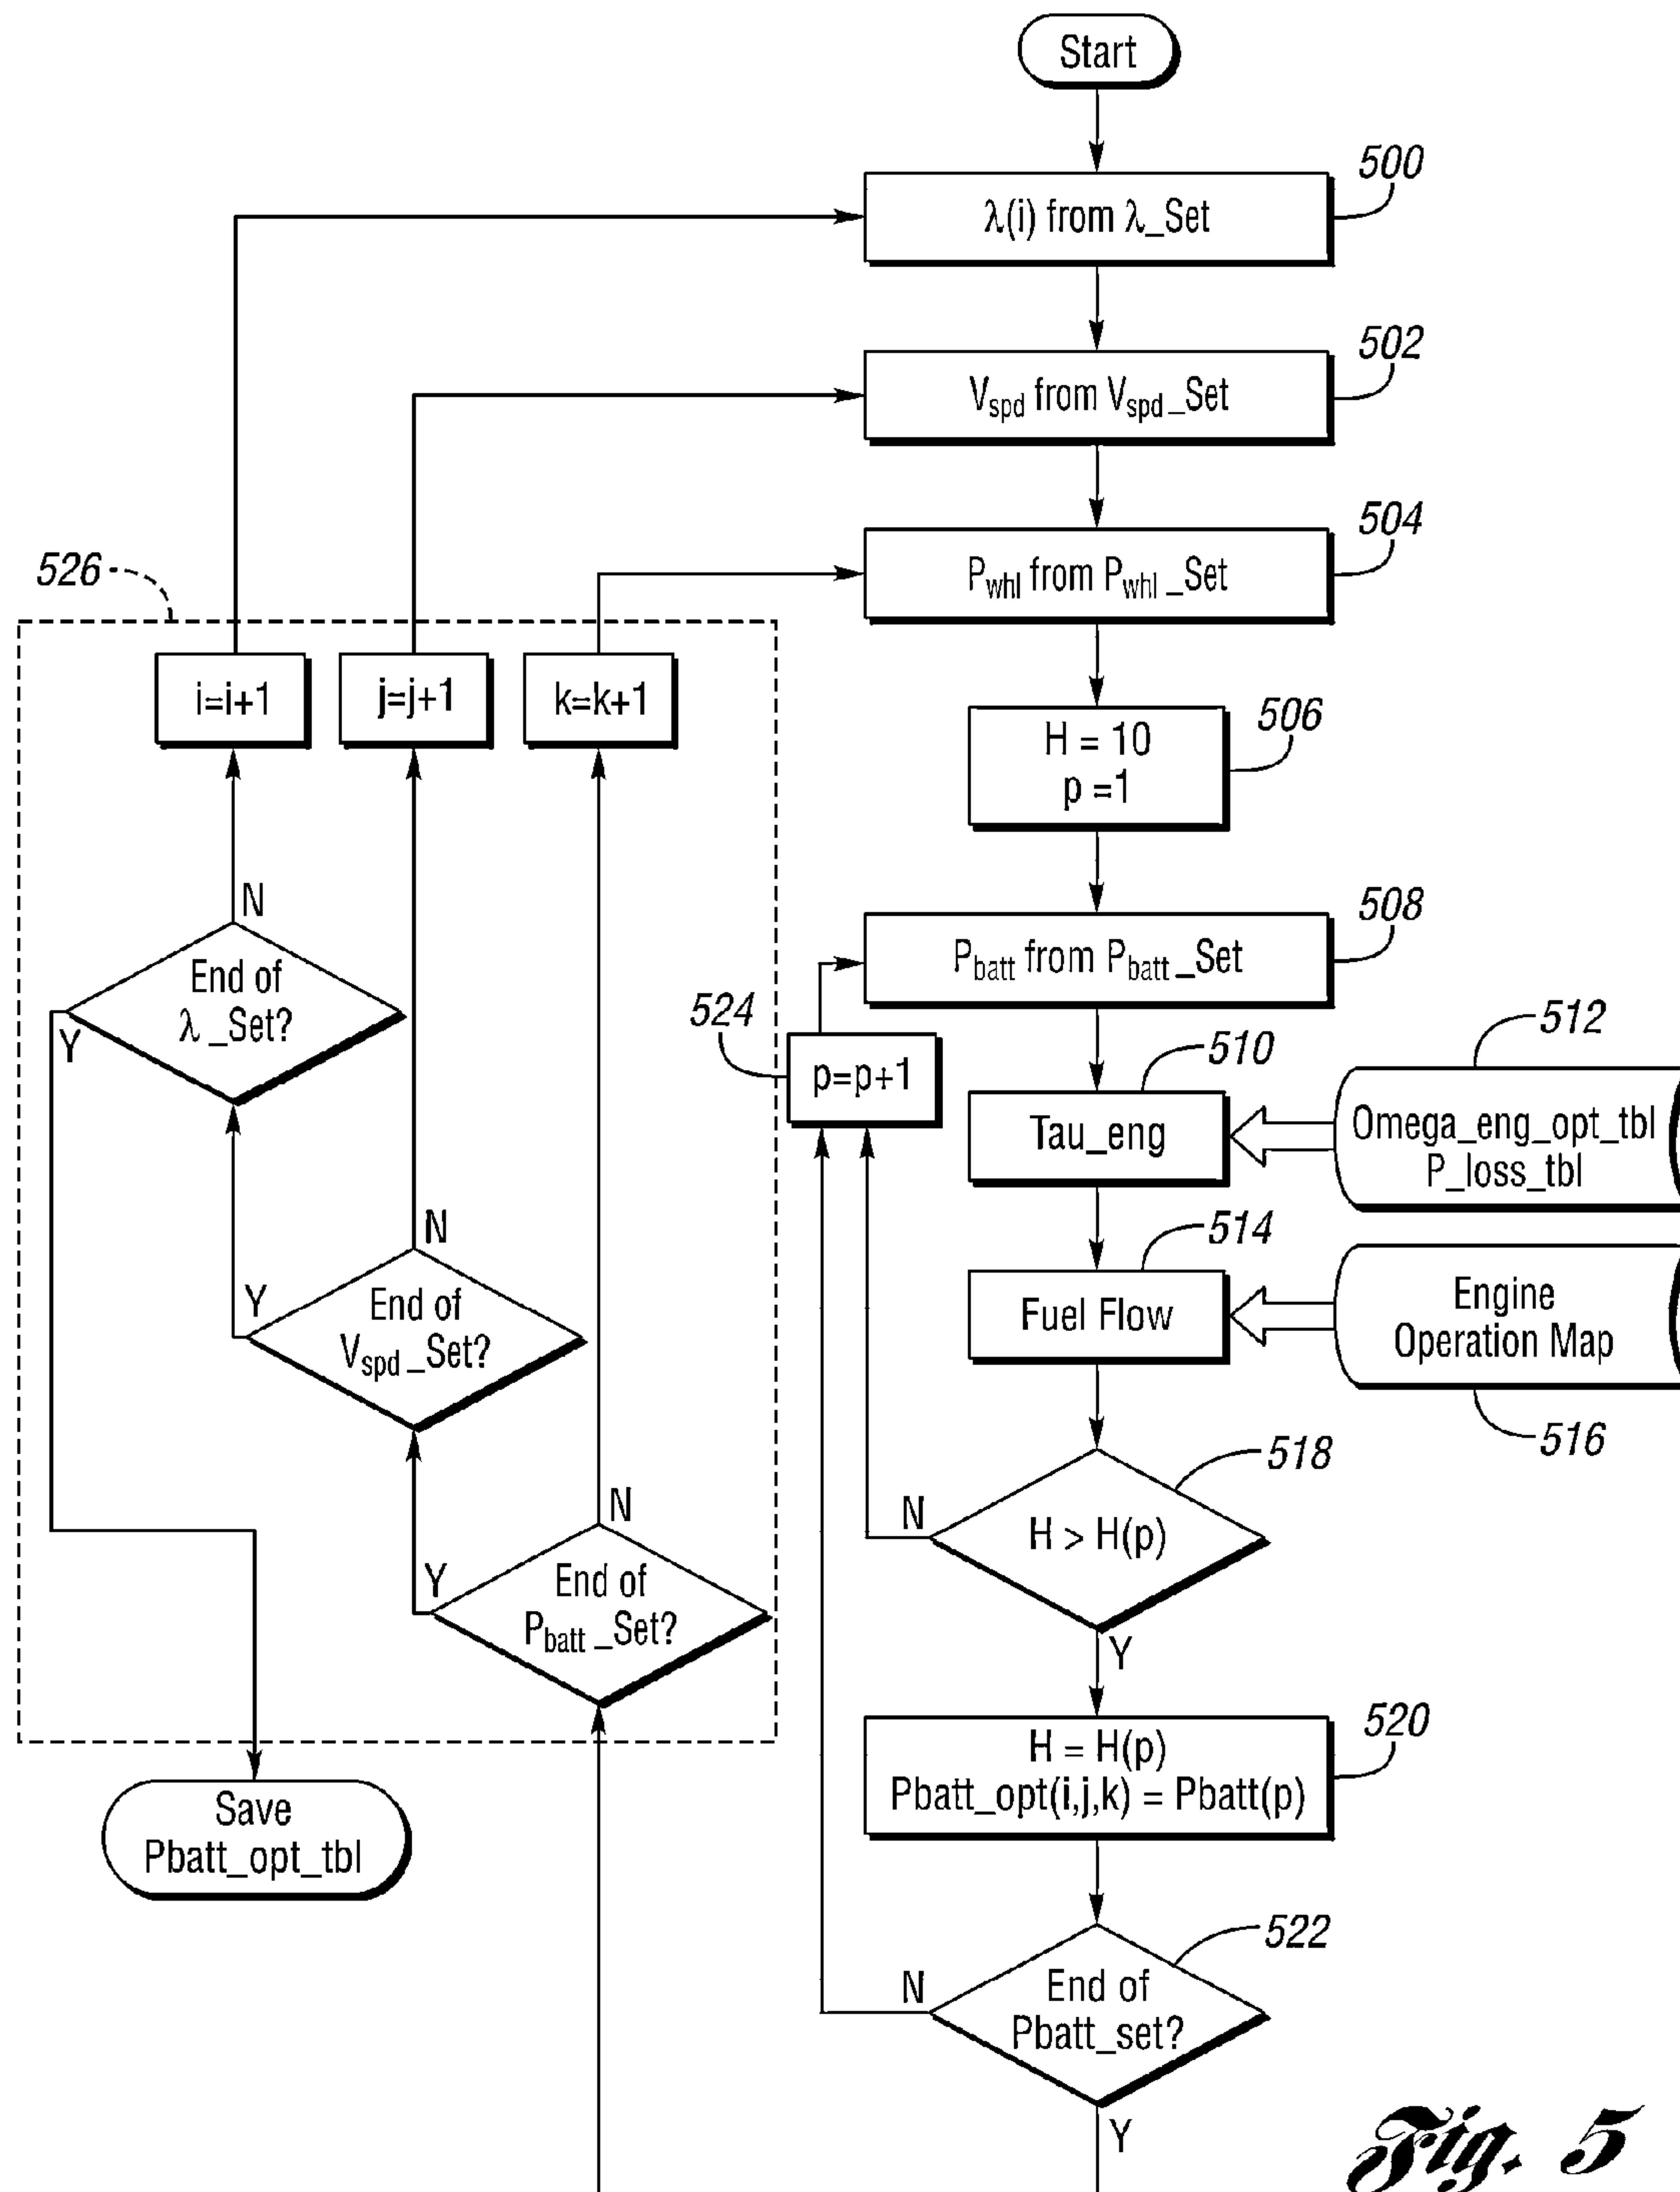 Start
500
λ(i) from λ_Set
502
Vspd from Vspd_Set
504
Pwhl from Pwhl_Set
526
i=i+1
j=j+1
k=k+1
506
H = 10
p =1
508
Pbatt from Pbatt_Set
N
End of
λ_Set?
Y
524
p=p+1
510
Tau_eng
512
Omega_eng_opt_tbl
P_loss_tbl
514
Fuel Flow
Engine
Operation Map
516
N
Y
End of
Vspd_Set?
518
N
H > H(p)
Y
N
Y
End of
Pbatt_Set?
520
H = H(p)
Pbatt_opt(i,j,k) = Pbatt(p)
Save
Pbatt_opt_tbl
522
N
End of
Pbatt_set?
Y
Fig. 5